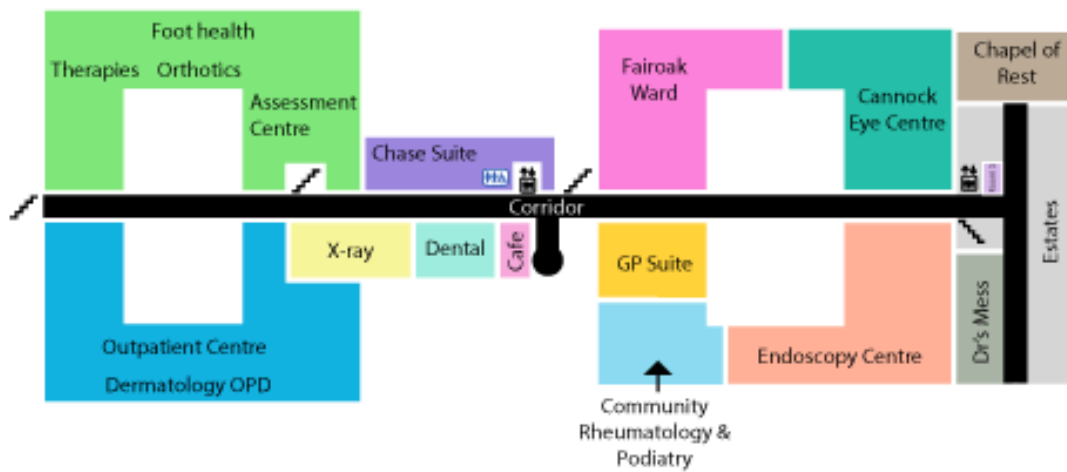 Foot health
Therapies Orthotics
Assessment
Centre
Chase Suite
Fairoak
Ward
Cannock
Eye Centre
Chapel of
Rest
Corridor
X-ray
Dental
Cafe
GP Suite
Estates
Dr's Mess
Outpatient Centre
Dermatology OPD
Endoscopy Centre
Community
Rheumatology &
Podiatry